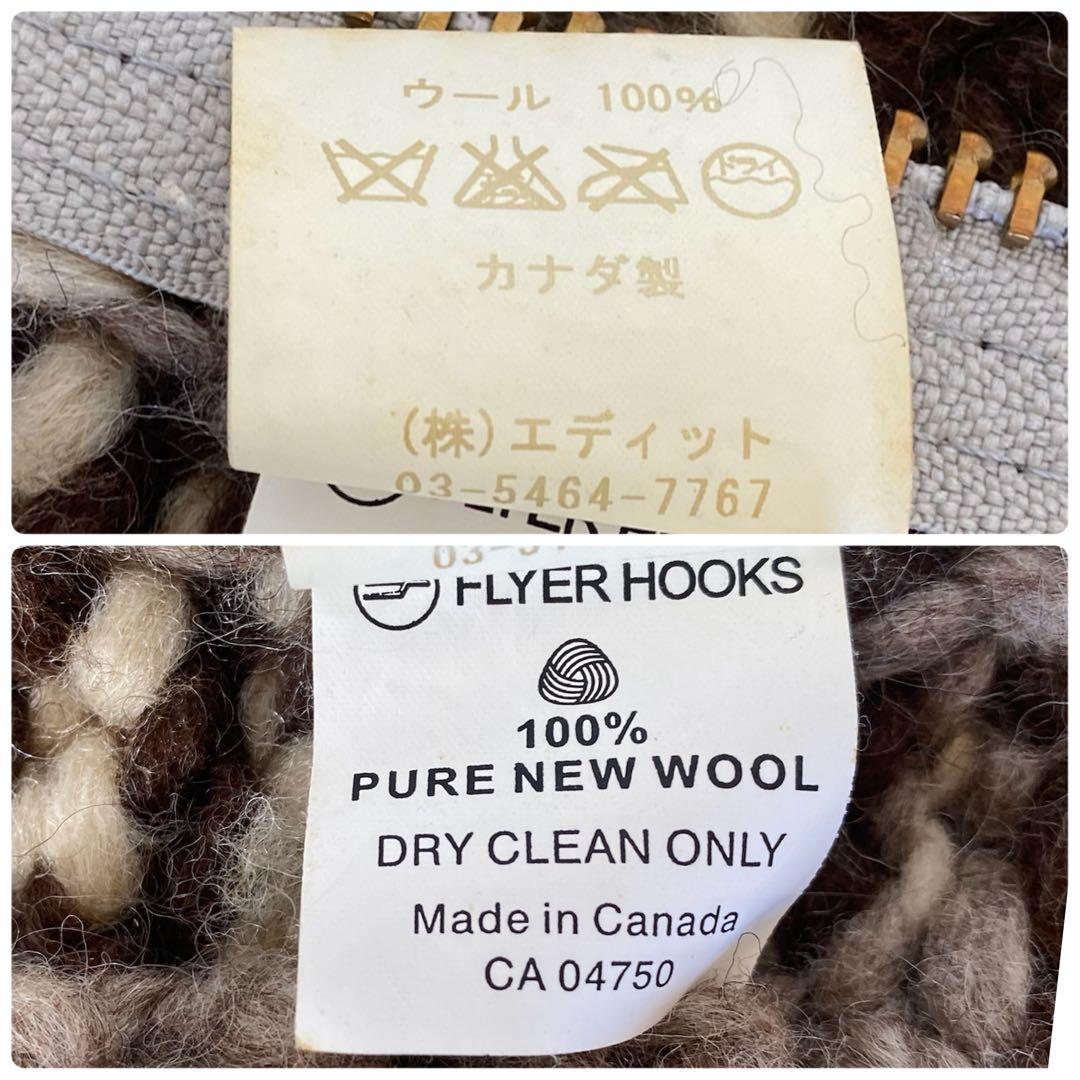 ウール 100%
ドライ
カナダ製
(株)エディット
03-5464-7767
FLYER HOOKS
100%
PURE NEW WOOL
DRY CLEAN ONLY
Made in Canada
CA 04750